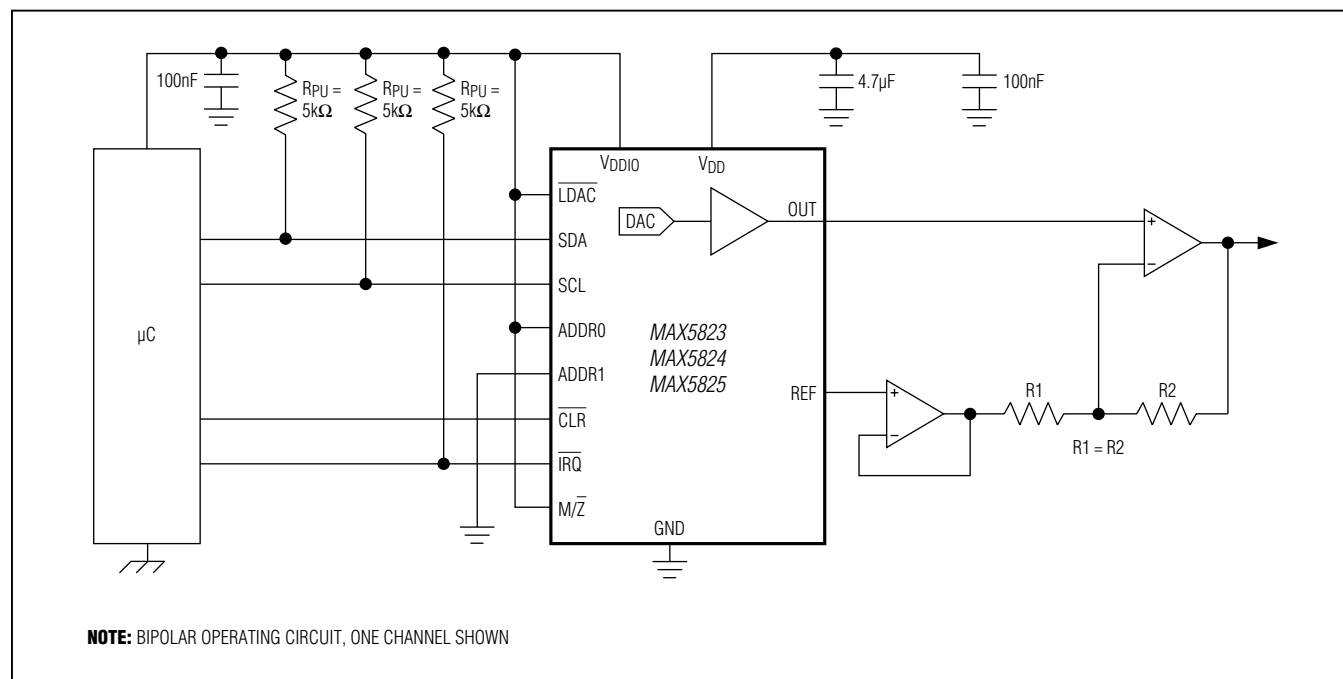 100nF
RPU =
5kΩ
RPU =
5kΩ
RPU =
5kΩ
4.7µF
100nF
VDDIO
VDD
LDAC
DAC
OUT
SDA
SCL
µC
ADDR0
MAX5823
MAX5824
MAX5825
ADDR1
REF
R1
R2
CLR
R1 = R2
IRQ
M/Z
GND
+
−
+
−
NOTE: BIPOLAR OPERATING CIRCUIT, ONE CHANNEL SHOWN